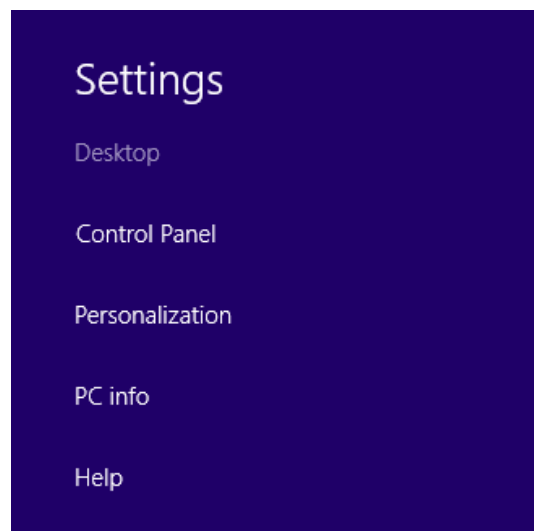 Settings
Desktop
Control Panel
Personalization
PC info
Help